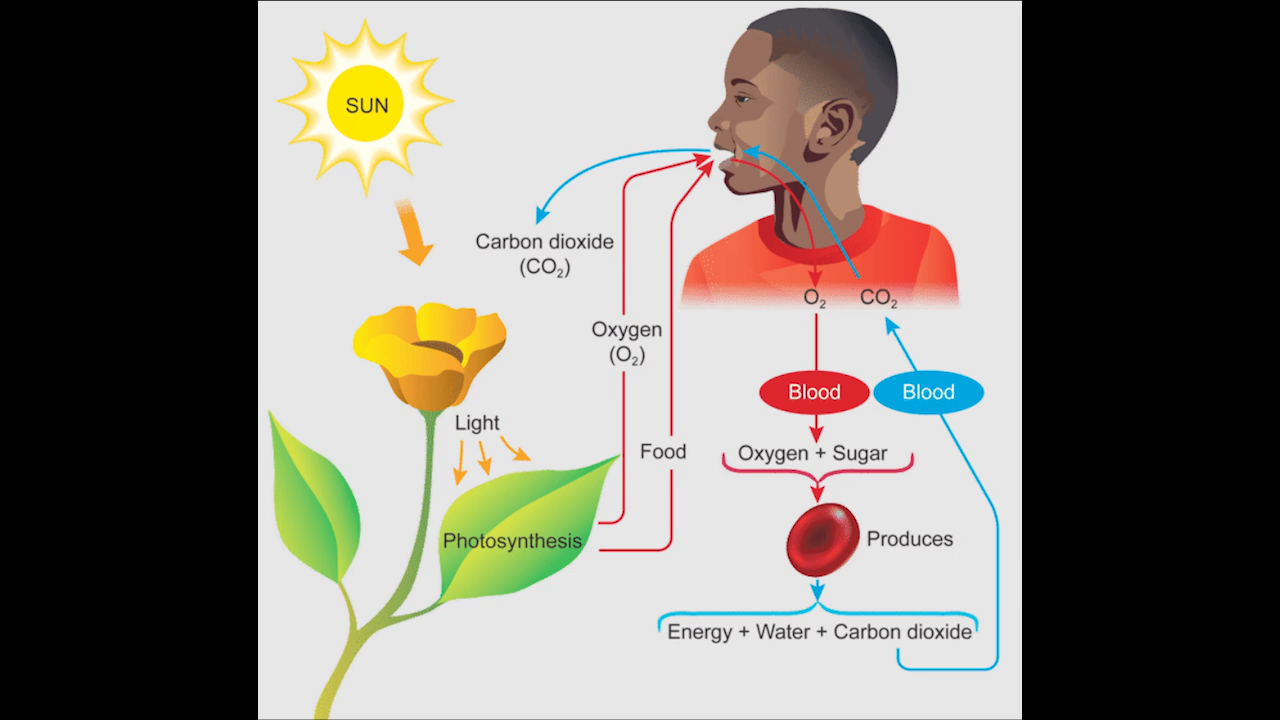 SUN
Carbon dioxide
(CO₂)
Oxygen
(O₂)
Light
Food
Photosynthesis
O₂
CO₂
Blood
Blood
Oxygen + Sugar
Produces
Energy + Water + Carbon dioxide